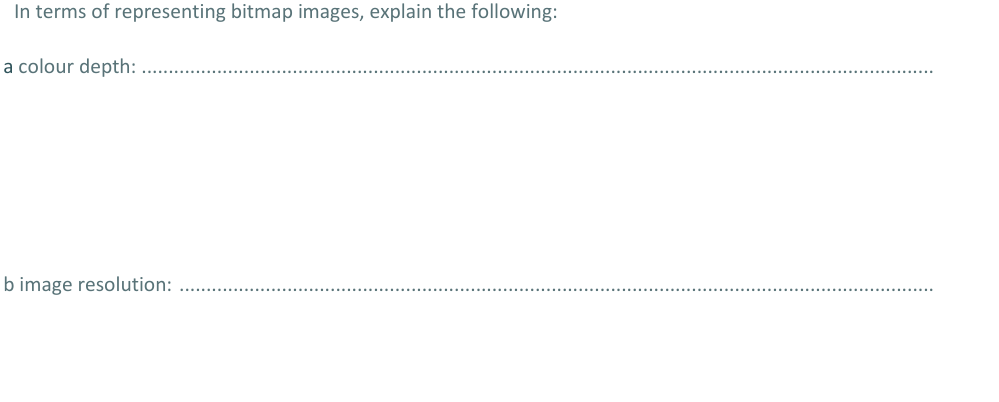 In terms of representing bitmap images, explain the following:
a colour depth: ........................................................................................................................................................
b image resolution: .................................................................................................................................................